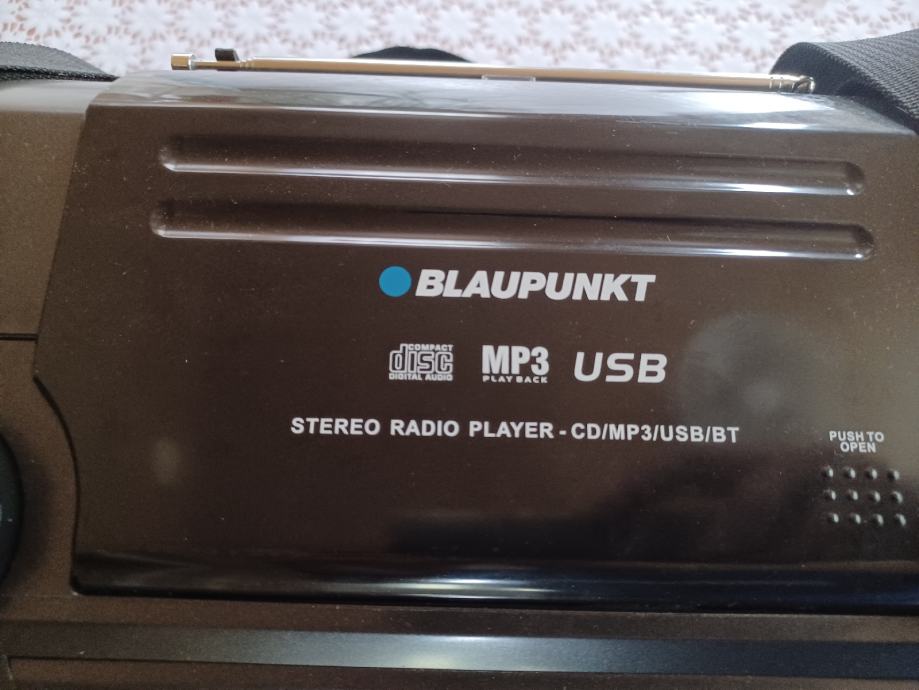 BLAUPUNKT
COMPACT
disc
DIGITAL AUDIO
MP3
PLAY BACK
USB
STEREO RADIO PLAYER - CD/MP3/USB/BT
PUSH TO
OPEN